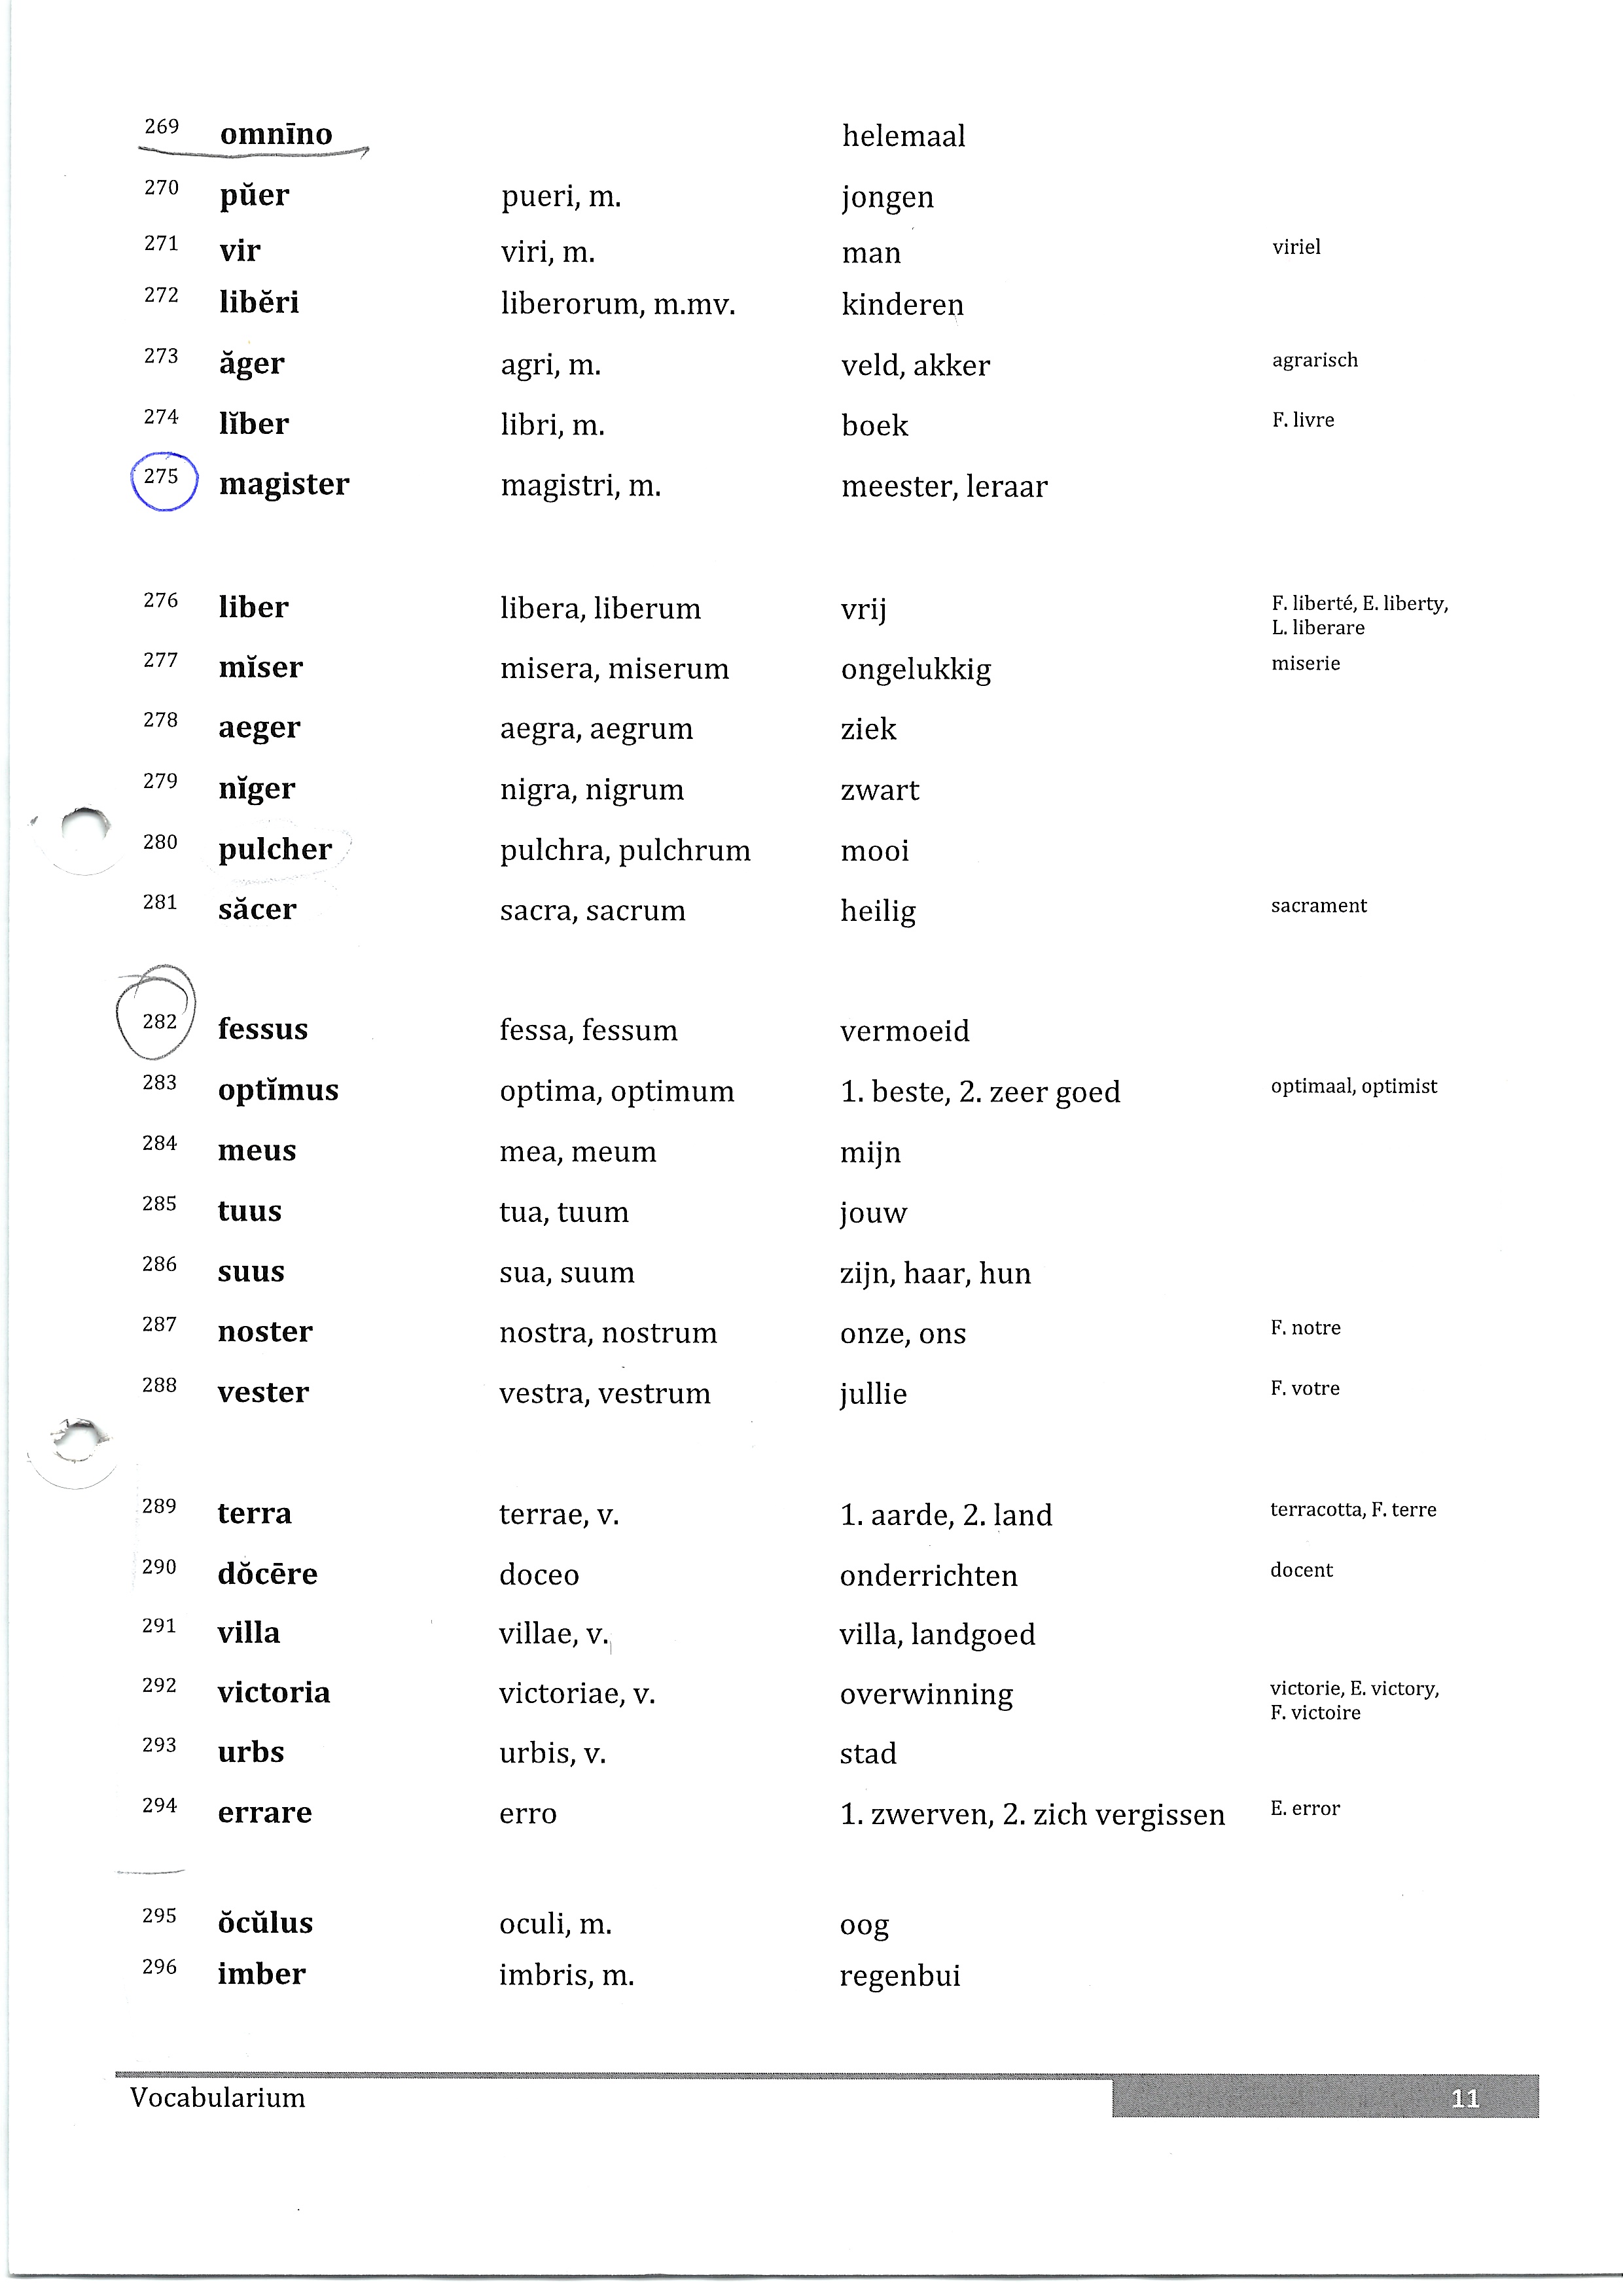 269 omnīno helemaal
270 pŭer pueri, m. jongen
271 vir viri, m. man viriel
272 libĕri liberorum, m.mv. kinderen
273 ăger agri, m. veld, akker agrarisch
274 lĭber libri, m. boek F. livre
275 magister magistri, m. meester, leraar
276 liber libera, liberum vrij F. liberté, E. liberty,
L. liberare
277 mĭser misera, miserum ongelukkig miserie
278 aeger aegra, aegrum ziek
279 nĭger nigra, nigrum zwart
280 pulcher pulchra, pulchrum mooi
281 săcer sacra, sacrum heilig sacrament
282 fessus fessa, fessum vermoeid
283 optĭmus optima, optimum 1. beste, 2. zeer goed optimaal, optimist
284 meus mea, meum mijn
285 tuus tua, tuum jouw
286 suus sua, suum zijn, haar, hun
287 noster nostra, nostrum onze, ons F. notre
288 vester vestra, vestrum jullie F. votre
289 terra terrae, v. 1. aarde, 2. land terracotta, F. terre
290 dŏcēre doceo onderrichten docent
291 villa villae, v. villa, landgoed
292 victoria victoriae, v. overwinning victorie, E. victory,
F. victoire
293 urbs urbis, v. stad
294 errare erro 1. zwerven, 2. zich vergissen E. error
295 ŏcŭlus oculi, m. oog
296 imber imbris, m. regenbui
Vocabularium 11